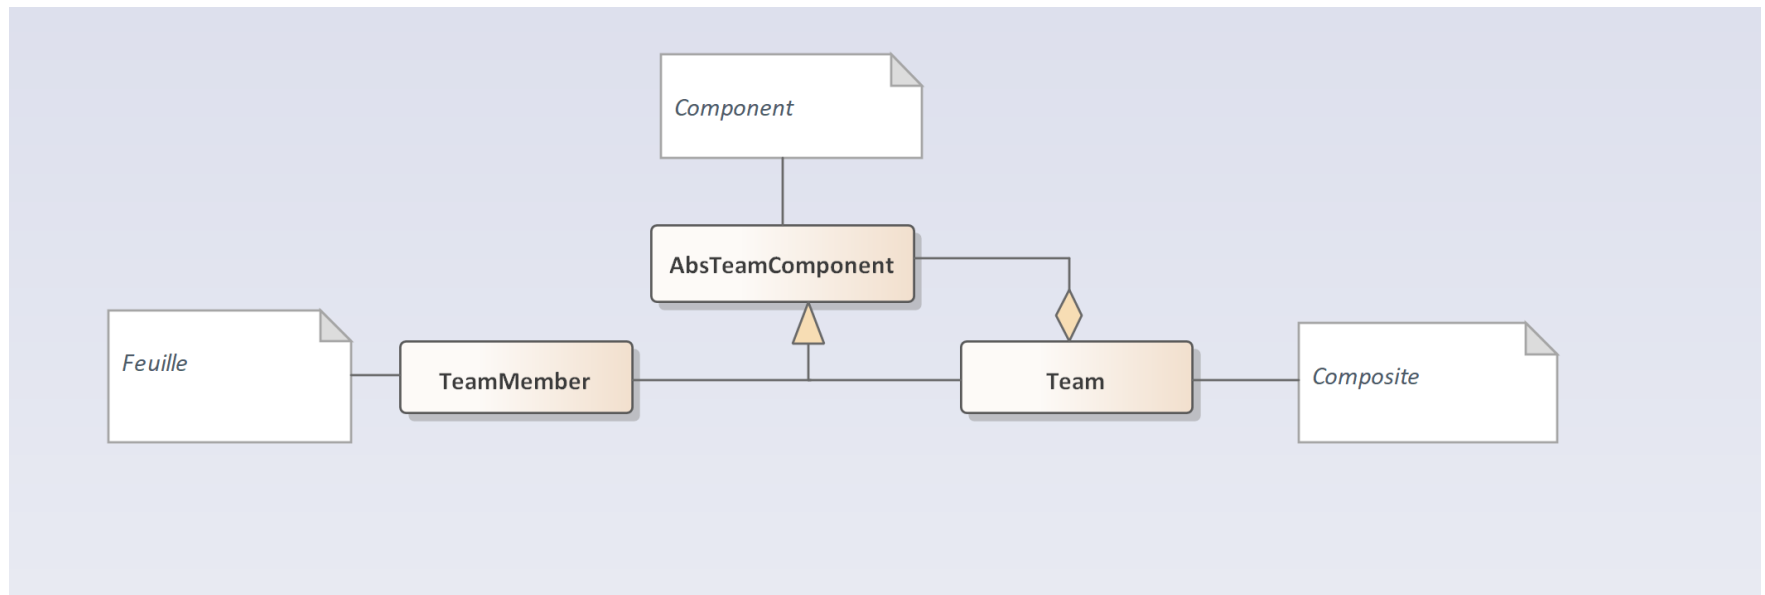 Component
AbsTeamComponent
Feuille
TeamMember
Team
Composite